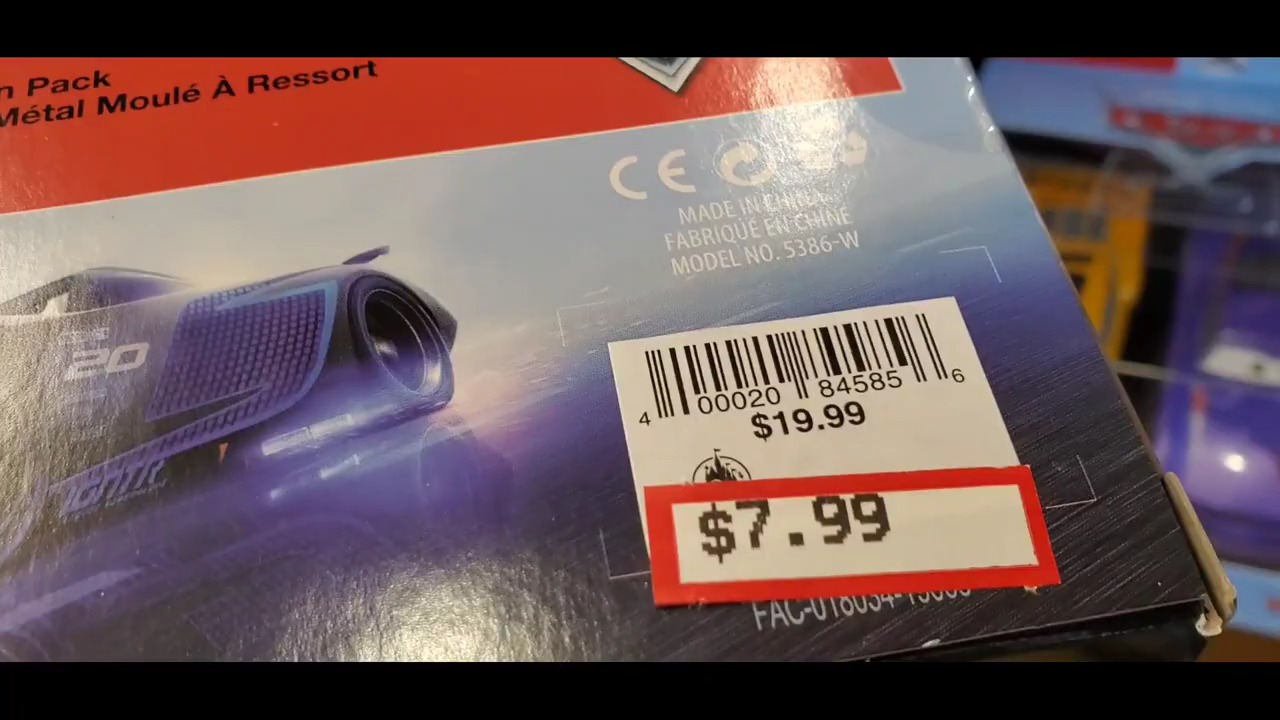 n Pack
Métal Moulé À Ressort
CE
MADE IN CHINA
FABRIQUÉ EN CHINE
MODEL NO. 5386-W
20
4 00020 84585 6
$19.99
$7.99